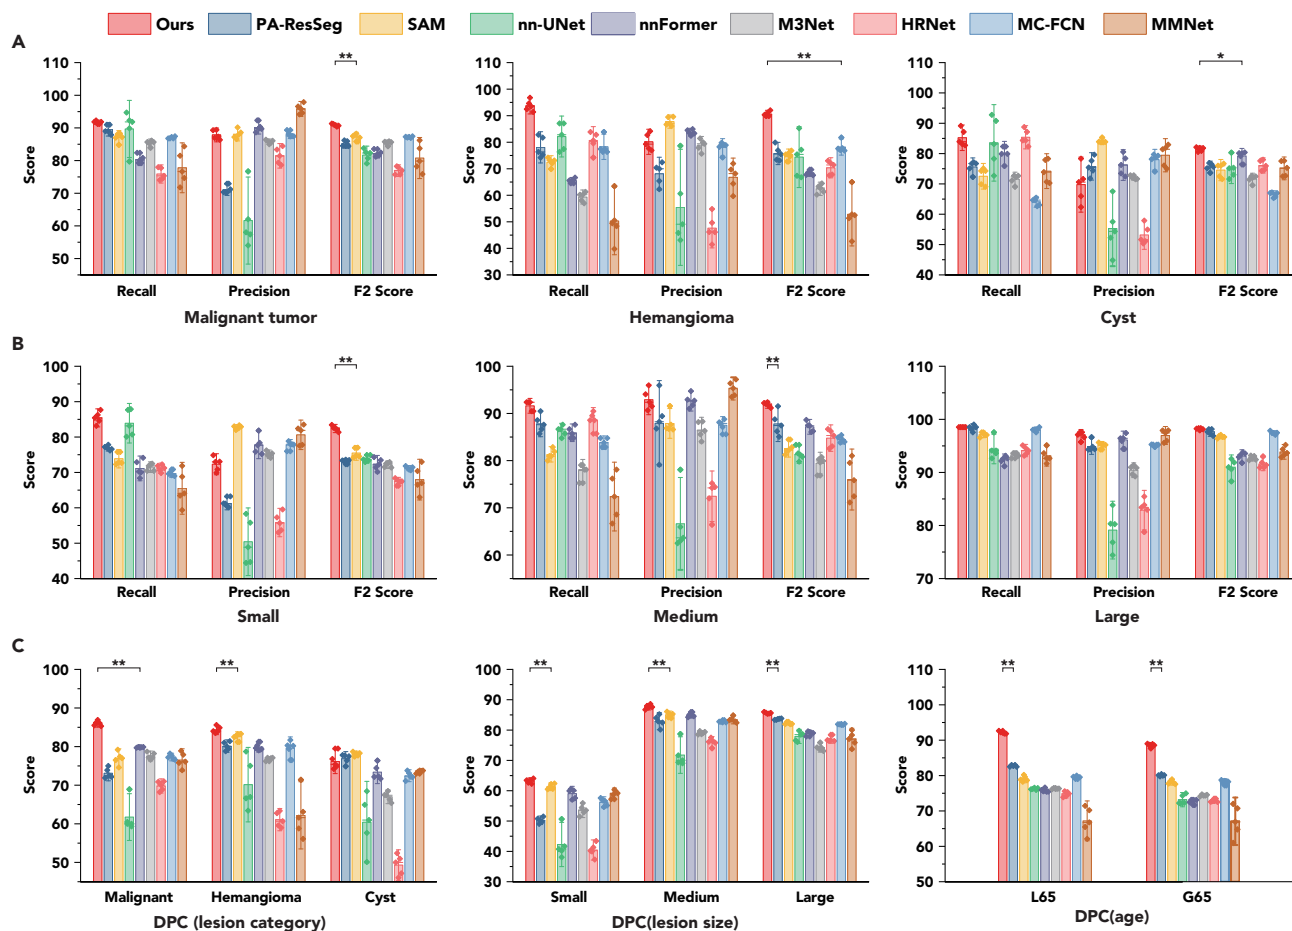 Ours PA-ResSeg SAM nn-UNet nnFormer M3Net HRNet MC-FCN MMNet
A
110 100 90 80 70 60 50
Score
**
Recall Precision F2 Score
Malignant tumor
110 100 90 80 70 60 50 40 30
Score
**
Recall Precision F2 Score
Hemangioma
110 100 90 80 70 60 50 40
Score
*
Recall Precision F2 Score
Cyst
B
100 90 80 70 60 50 40
Score
**
Recall Precision F2 Score
Small
100 90 80 70 60
Score
**
Recall Precision F2 Score
Medium
110 100 90 80 70
Score
Recall Precision F2 Score
Large
C
100 90 80 70 60 50
Score
** **
Malignant Hemangioma Cyst
DPC (lesion category)
100 90 80 70 60 50 40 30
Score
** ** **
Small Medium Large
DPC(lesion size)
110 100 90 80 70 60 50
Score
** **
L65 G65
DPC(age)